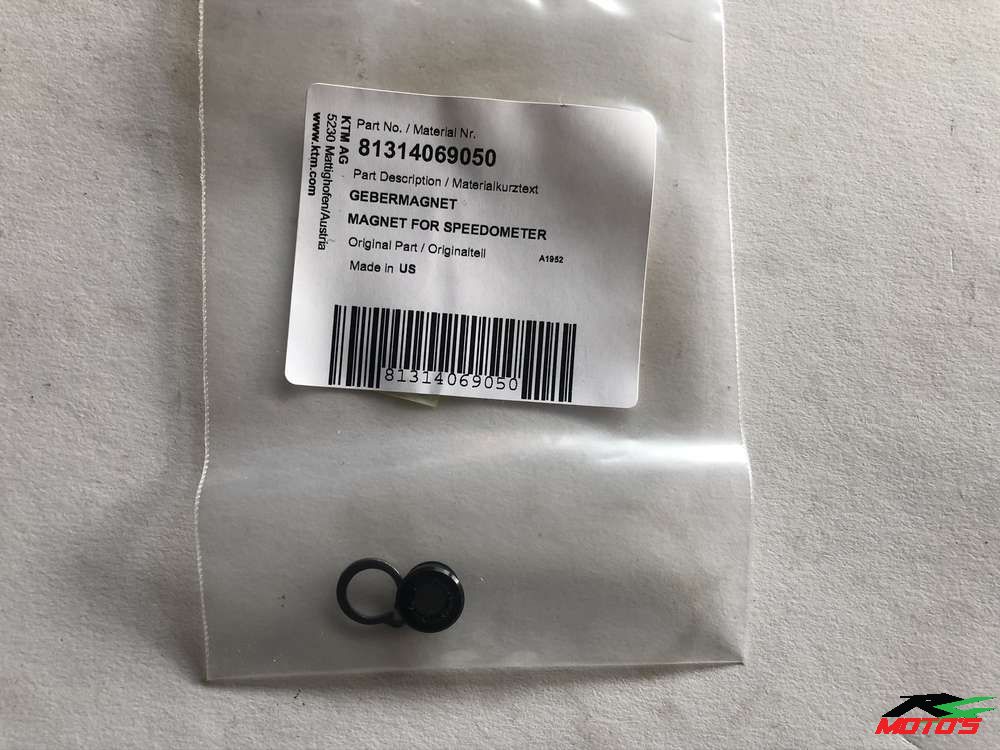 KTM AG
5230 Mattighofen/Austria
www.ktm.com
Part No. / Material Nr.
81314069050
Part Description / Materialkurztext
GEBERMAGNET
MAGNET FOR SPEEDOMETER
Original Part / Originalteil
A1952
Made in US
81314069050
MOTO'S